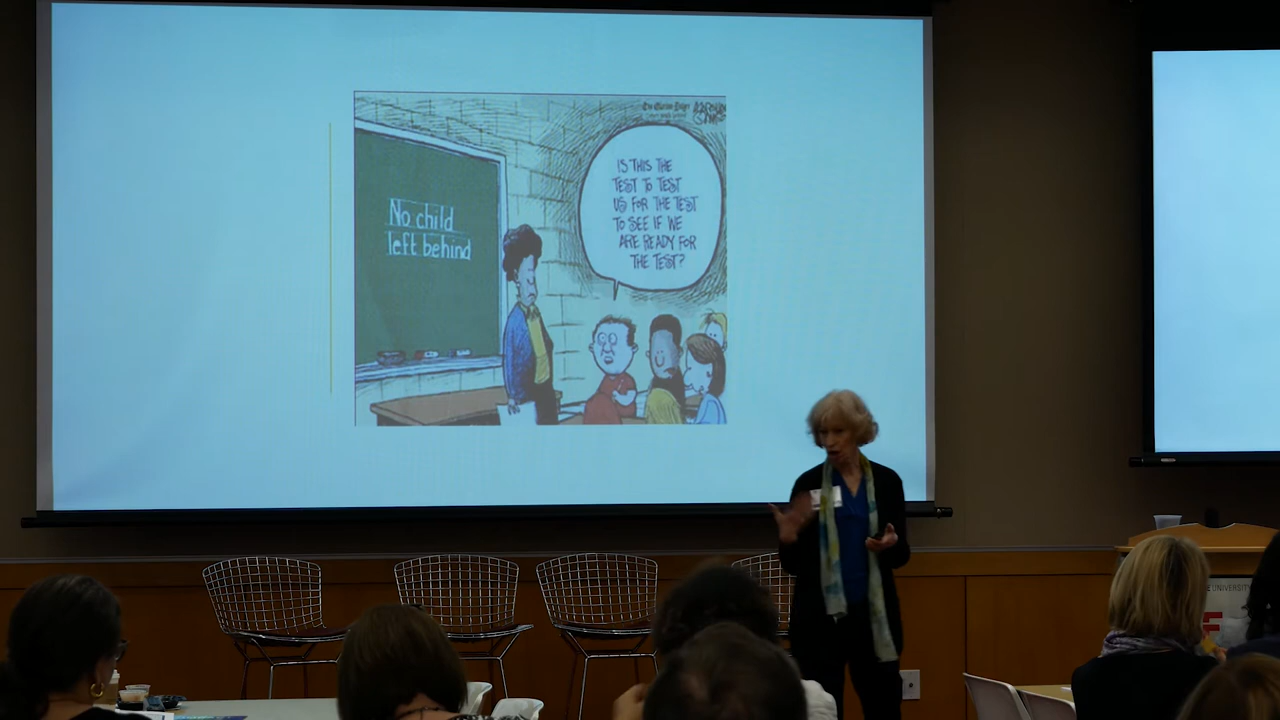 No child
left behind
IS THIS THE
TEST TO TEST
US FOR THE TEST
TO SEE IF WE
ARE READY FOR
THE TEST?
UNIVERSITY